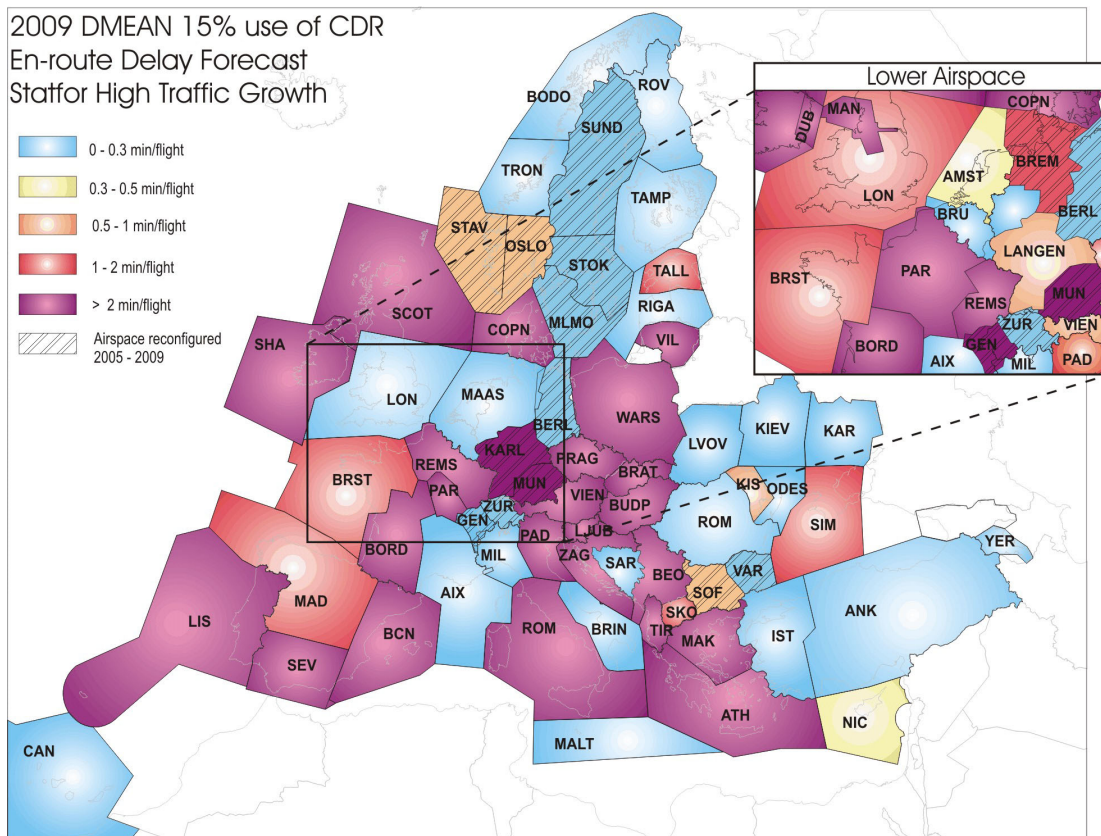 2009 DMEAN 15% use of CDR
En-route Delay Forecast
Statfor High Traffic Growth
0 - 0.3 min/flight
0.3 - 0.5 min/flight
0.5 - 1 min/flight
1 - 2 min/flight
> 2 min/flight
Airspace reconfigured
2005 - 2009
Lower Airspace
DUB
MAN
COPN
LON
AMST
BREM
BRU
BERL
BRST
PAR
LANGEN
REMS
MUN
BORD
GEN
ZUR
VIEN
AIX
MIL
PAD
BODO
ROV
SUND
TRON
TAMP
STAV
OSLO
STOK
TALL
SCOT
COPN
MLMO
RIGA
VIL
SHA
LON
MAAS
BERL
WARS
LVOV
KIEV
KAR
KARL
PRAG
BRAT
BRST
REMS
PAR
MUN
VIEN
BUDP
KIS
ODES
SIM
ROM
GEN
ZUR
LJUB
BORD
MIL
PAD
ZAG
SAR
BEO
VAR
YER
MAD
AIX
SOF
SKO
ANK
LIS
BCN
ROM
BRIN
TIR
MAK
IST
SEV
ATH
NIC
CAN
MALT